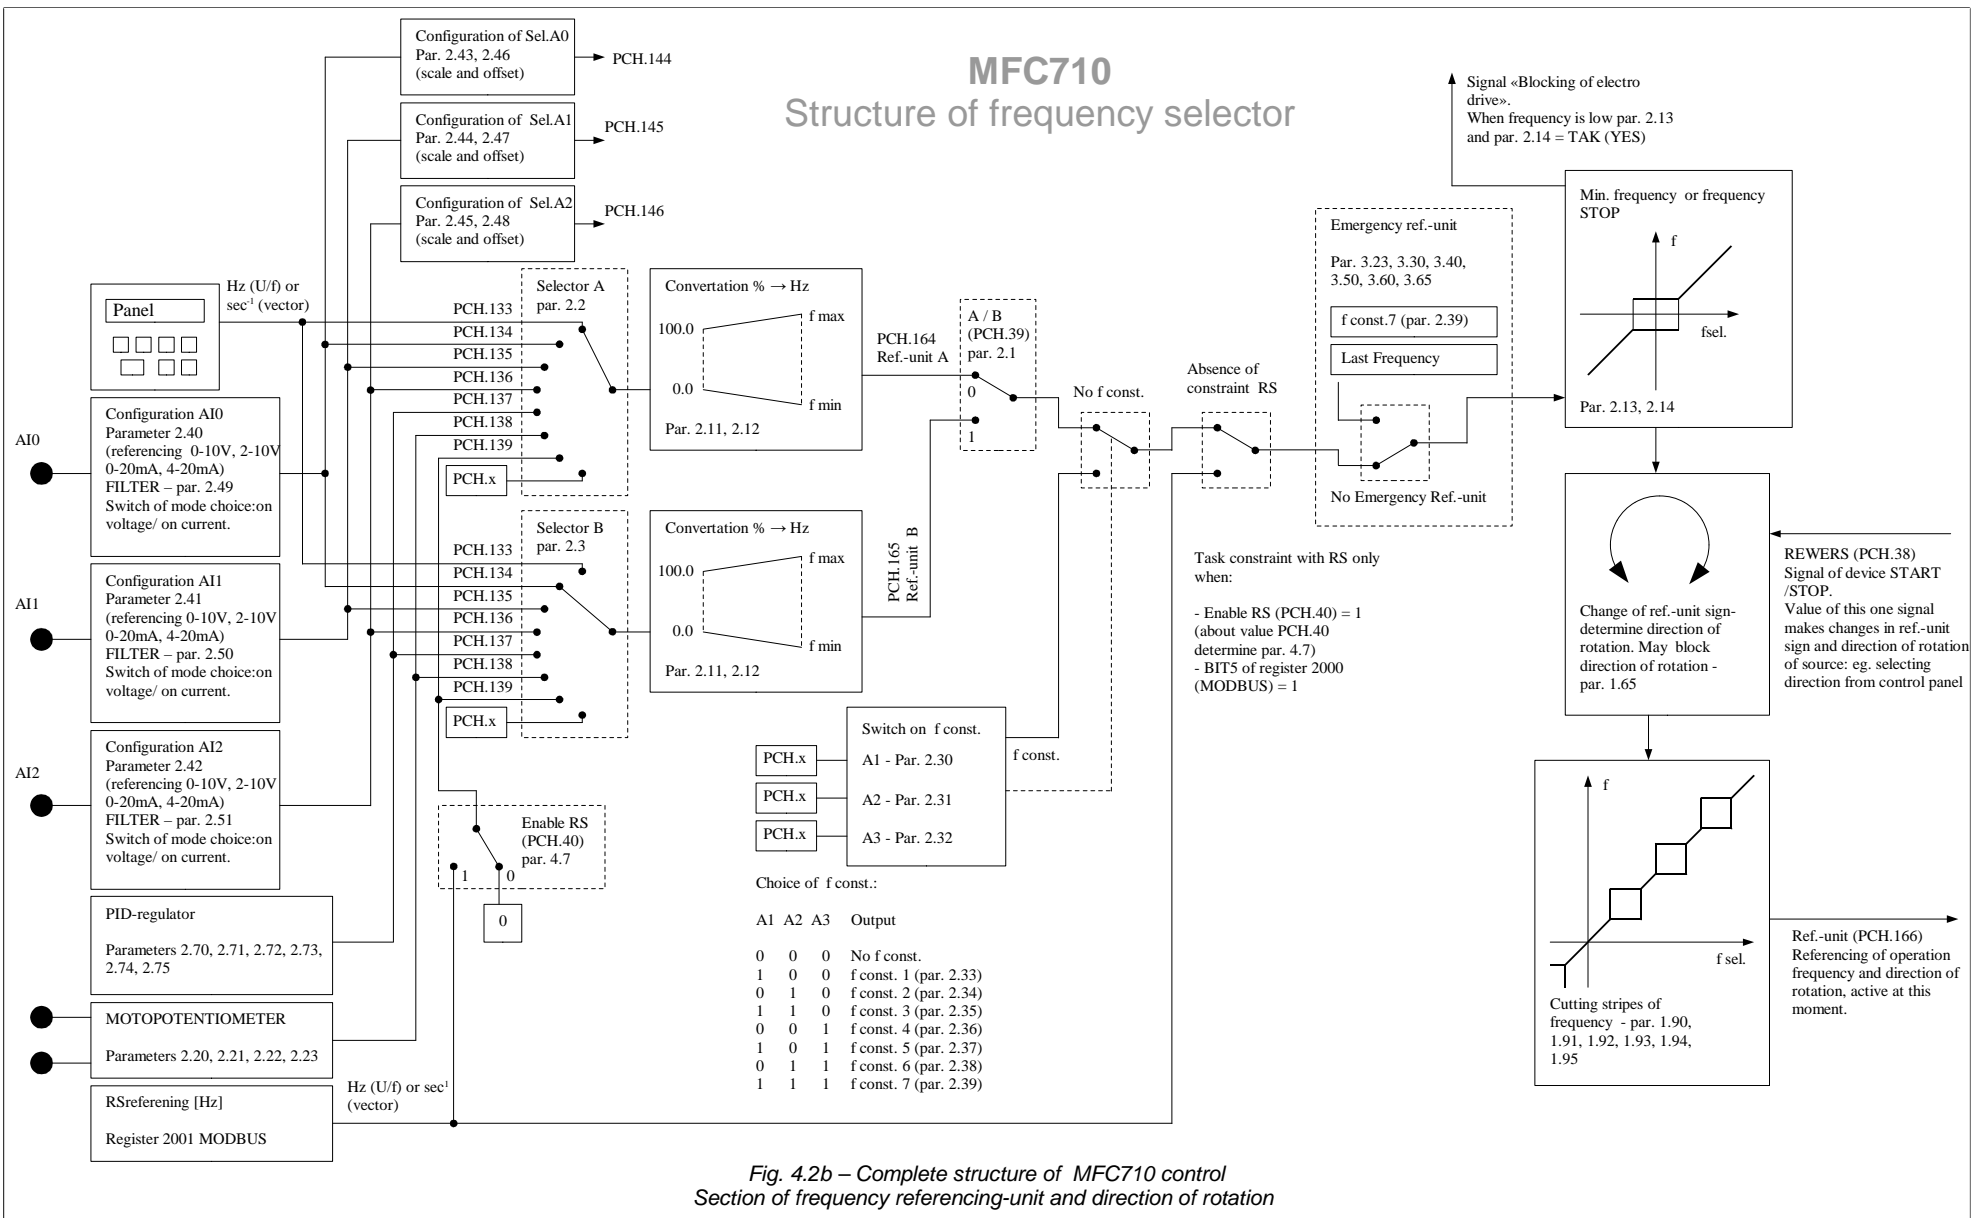 MFC710
Structure of frequency selector
Configuration of Sel.A0
Par. 2.43, 2.46
(scale and offset)
PCH.144
Configuration of Sel.A1
Par. 2.44, 2.47
(scale and offset)
PCH.145
Configuration of Sel.A2
Par. 2.45, 2.48
(scale and offset)
PCH.146
Panel
Hz (U/f) or
sec-1 (vector)
AI0
Configuration AI0
Parameter 2.40
(referencing 0-10V, 2-10V
0-20mA, 4-20mA)
FILTER – par. 2.49
Switch of mode choice:on
voltage/ on current.
AI1
Configuration AI1
Parameter 2.41
(referencing 0-10V, 2-10V
0-20mA, 4-20mA)
FILTER – par. 2.50
Switch of mode choice:on
voltage/ on current.
AI2
Configuration AI2
Parameter 2.42
(referencing 0-10V, 2-10V
0-20mA, 4-20mA)
FILTER – par. 2.51
Switch of mode choice:on
voltage/ on current.
PID-regulator
Parameters 2.70, 2.71, 2.72, 2.73,
2.74, 2.75
MOTOPOTENTIOMETER
Parameters 2.20, 2.21, 2.22, 2.23
RSreferening [Hz]
Register 2001 MODBUS
Hz (U/f) or sec1
(vector)
Selector A
par. 2.2
PCH.133
PCH.134
PCH.135
PCH.136
PCH.137
PCH.138
PCH.139
PCH.x
Selector B
par. 2.3
PCH.133
PCH.134
PCH.135
PCH.136
PCH.137
PCH.138
PCH.139
PCH.x
Enable RS
(PCH.40)
par. 4.7
1
0
0
Convertation % → Hz
100.0
f max
0.0
f min
Par. 2.11, 2.12
Convertation % → Hz
100.0
f max
0.0
f min
Par. 2.11, 2.12
PCH.164
Ref.-unit A
PCH.165
Ref.-unit B
A / B
(PCH.39)
par. 2.1
0
1
No f const.
Switch on f const.
PCH.x
A1 - Par. 2.30
PCH.x
A2 - Par. 2.31
PCH.x
A3 - Par. 2.32
f const.
Choice of f const.:
A1 A2 A3 Output
0 0 0 No f const.
1 0 0 f const. 1 (par. 2.33)
0 1 0 f const. 2 (par. 2.34)
1 1 0 f const. 3 (par. 2.35)
0 0 1 f const. 4 (par. 2.36)
1 0 1 f const. 5 (par. 2.37)
0 1 1 f const. 6 (par. 2.38)
1 1 1 f const. 7 (par. 2.39)
Absence of
constraint RS
Task constraint with RS only
when:
- Enable RS (PCH.40) = 1
(about value PCH.40
determine par. 4.7)
- BIT5 of register 2000
(MODBUS) = 1
Emergency ref.-unit
Par. 3.23, 3.30, 3.40,
3.50, 3.60, 3.65
f const.7 (par. 2.39)
Last Frequency
No Emergency Ref.-unit
Signal «Blocking of electro
drive».
When frequency is low par. 2.13
and par. 2.14 = TAK (YES)
Min. frequency or frequency
STOP
f
fsel.
Par. 2.13, 2.14
Change of ref.-unit sign-
determine direction of
rotation. May block
direction of rotation -
par. 1.65
REWERS (PCH.38)
Signal of device START
/STOP.
Value of this one signal
makes changes in ref.-unit
sign and direction of rotation
of source: eg. selecting
direction from control panel
f
f sel.
Cutting stripes of
frequency - par. 1.90,
1.91, 1.92, 1.93, 1.94,
1.95
Ref.-unit (PCH.166)
Referencing of operation
frequency and direction of
rotation, active at this
moment.
Fig. 4.2b – Complete structure of MFC710 control
Section of frequency referencing-unit and direction of rotation